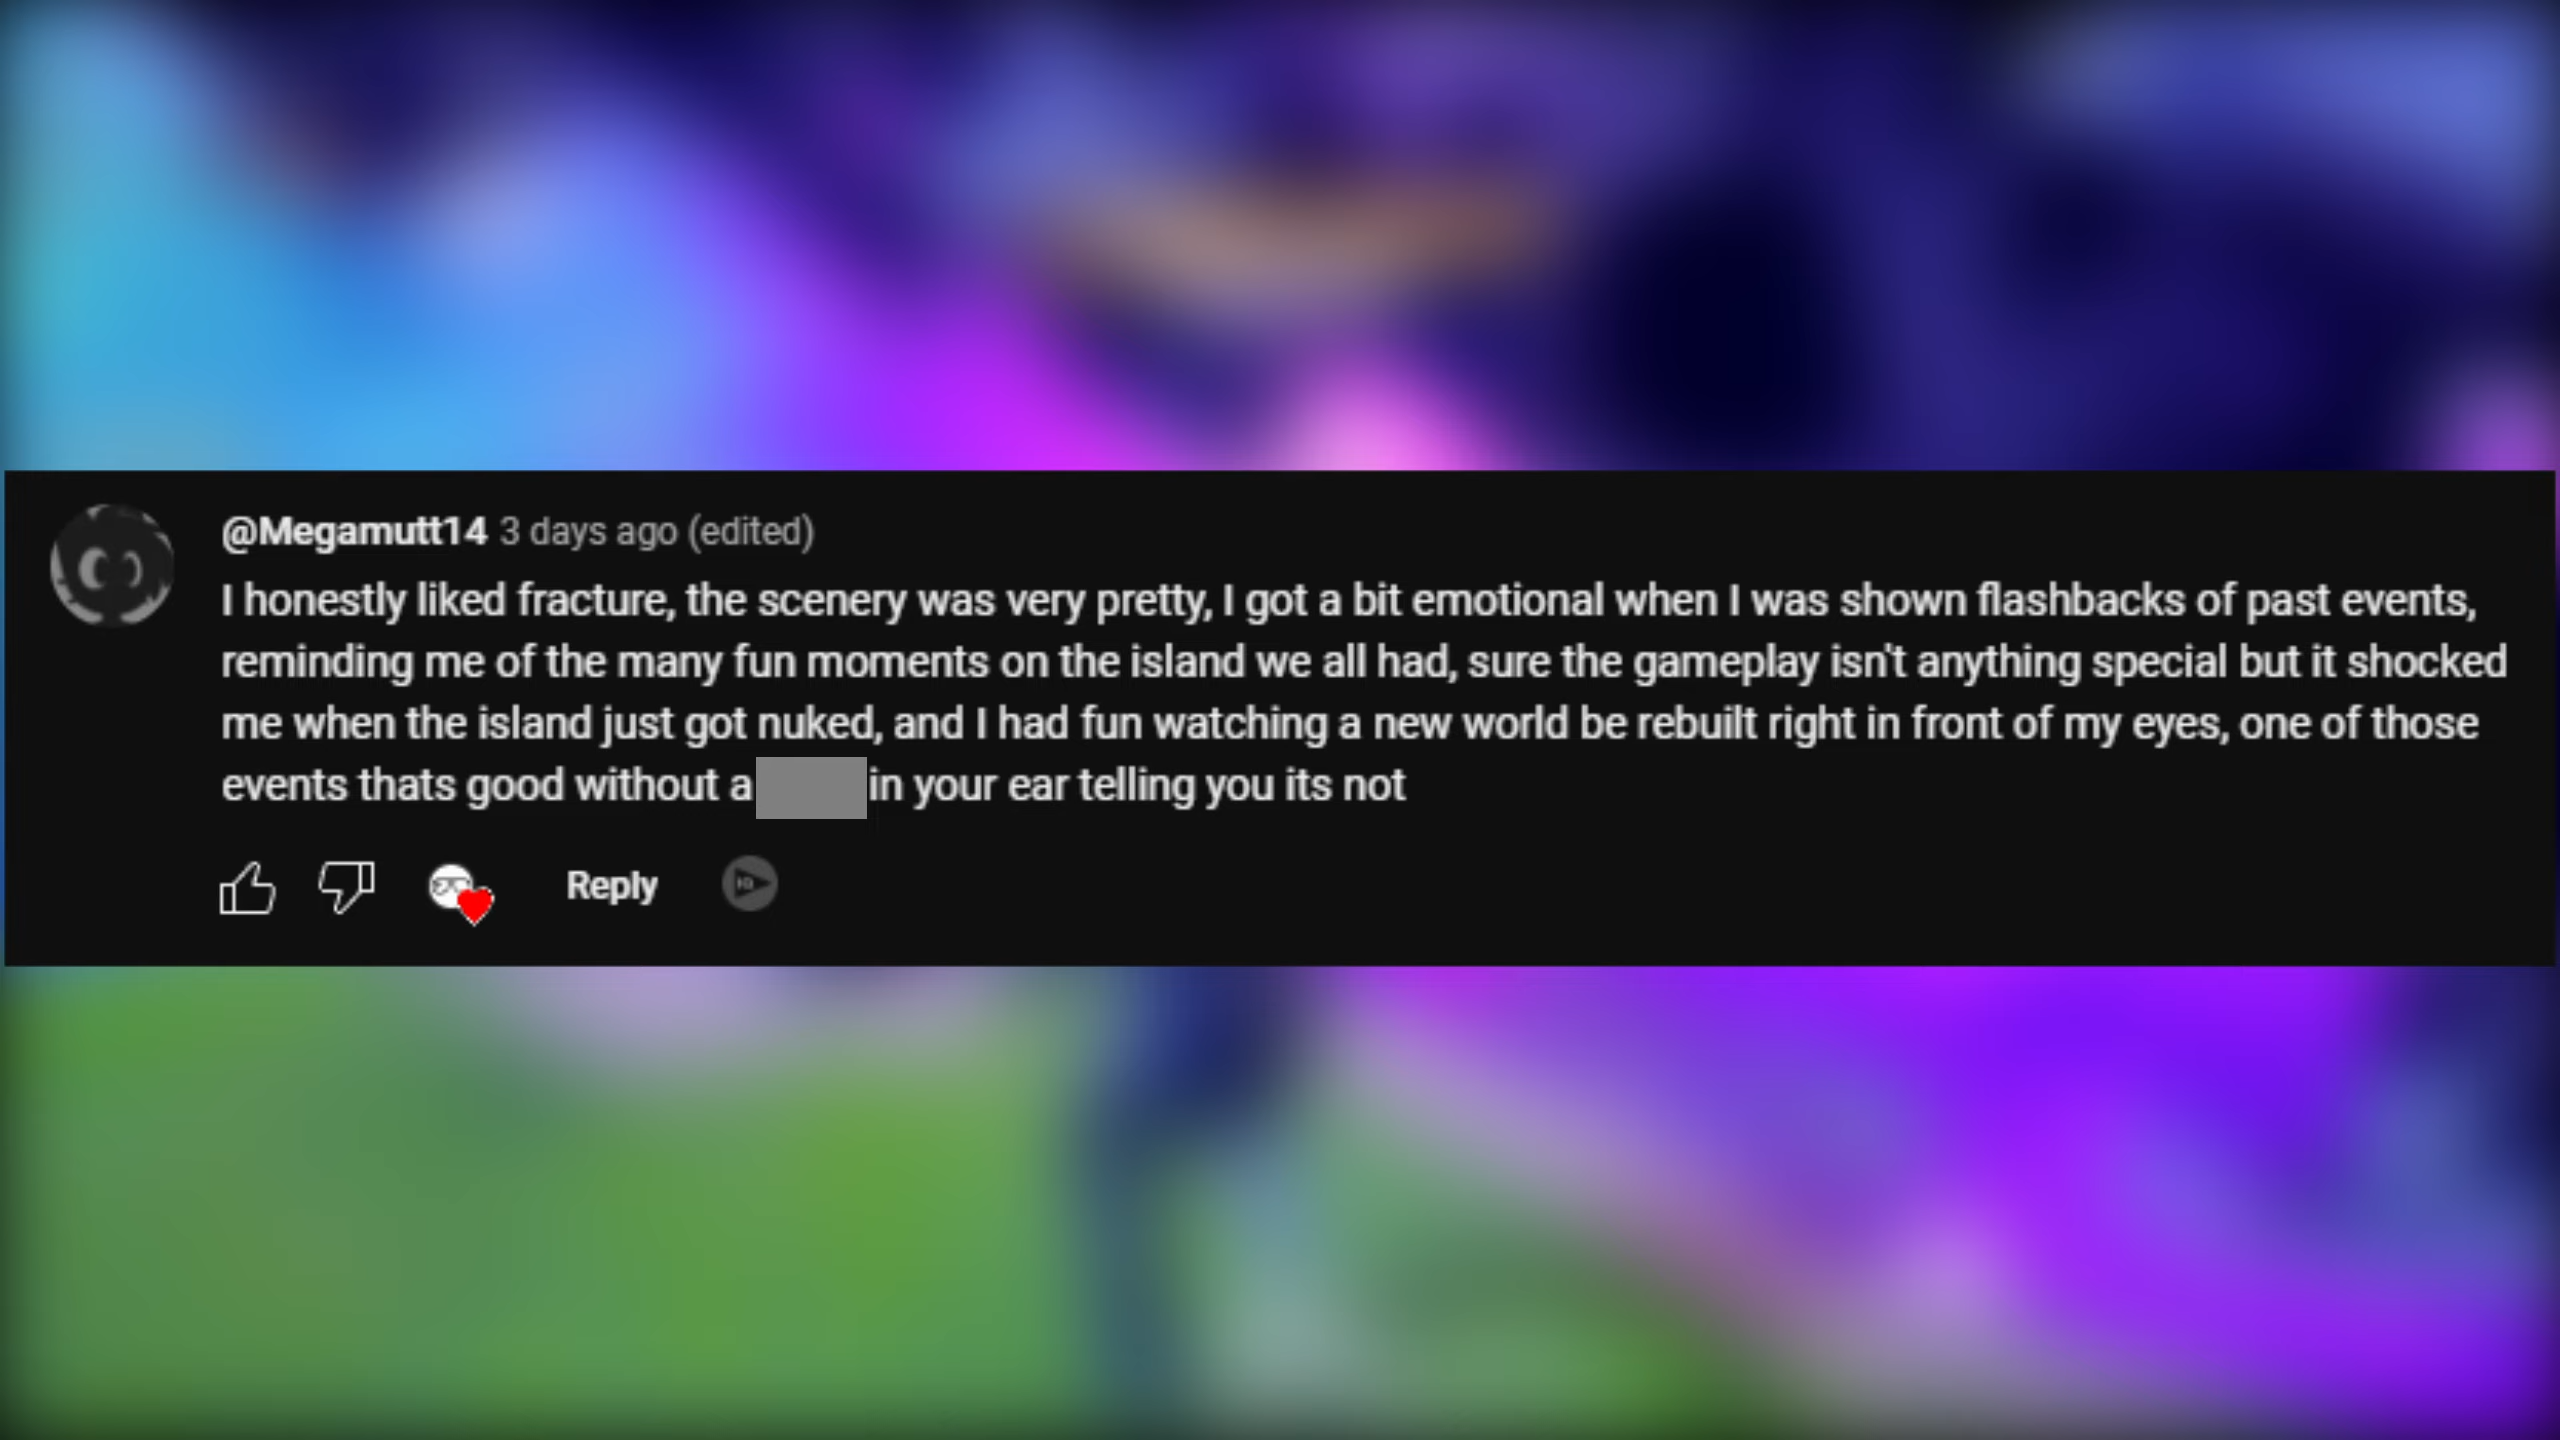 @Megamutt14 3 days ago (edited)
I honestly liked fracture, the scenery was very pretty, I got a bit emotional when I was shown flashbacks of past events,
reminding me of the many fun moments on the island we all had, sure the gameplay isn't anything special but it shocked
me when the island just got nuked, and I had fun watching a new world be rebuilt right in front of my eyes, one of those
events thats good without a in your ear telling you its not
Reply